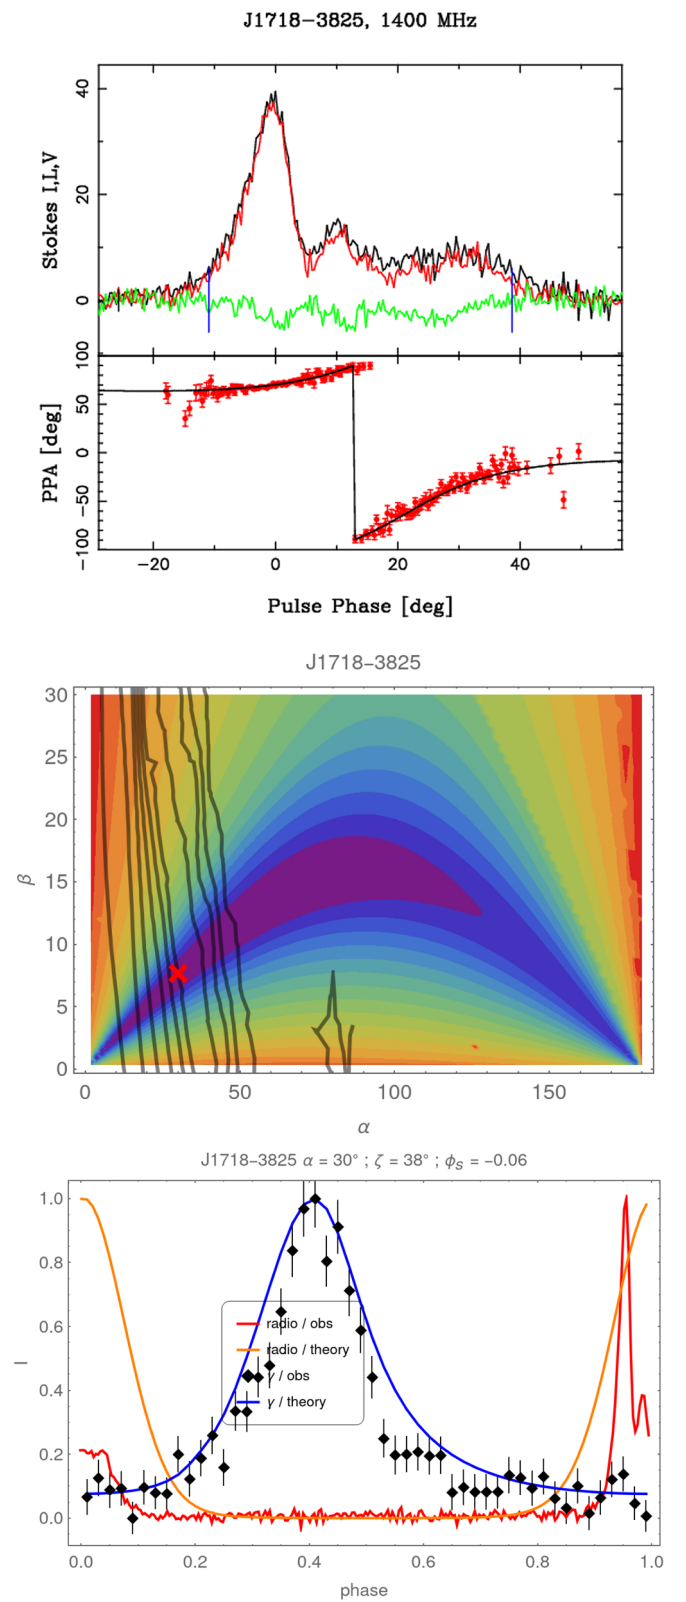 J1718−3825, 1400 MHz
Stokes I,L,V
40
20
0
PPA [deg]
100
50
0
−50
−100
−20
0
20
40
Pulse Phase [deg]
J1718–3825
β
30
25
20
15
10
5
0
0
50
100
150
α
J1718–3825 α = 30° ; ζ = 38° ; ϕs = −0.06
I
1.0
0.8
0.6
0.4
0.2
0.0
radio / obs
radio / theory
γ / obs
γ / theory
0.0
0.2
0.4
0.6
0.8
1.0
phase